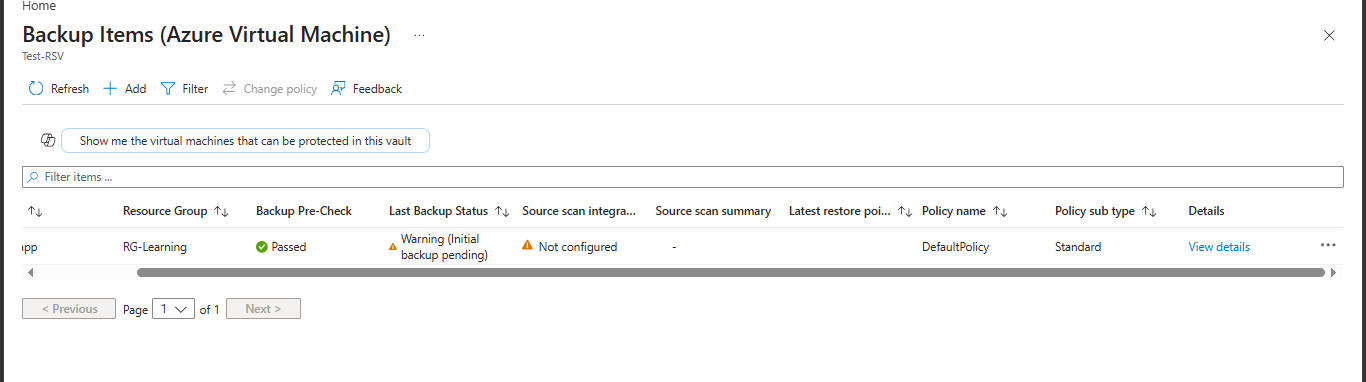 Home
Backup Items (Azure Virtual Machine) ...
Test-RSV
Refresh Add Filter Change policy Feedback
Show me the virtual machines that can be protected in this vault
Filter items ...
Resource Group Backup Pre-Check Last Backup Status Source scan integra... Source scan summary Latest restore poi... Policy name Policy sub type Details
app RG-Learning Passed Warning (Initial backup pending) Not configured - DefaultPolicy Standard View details ...
< Previous Page 1 of 1 Next >